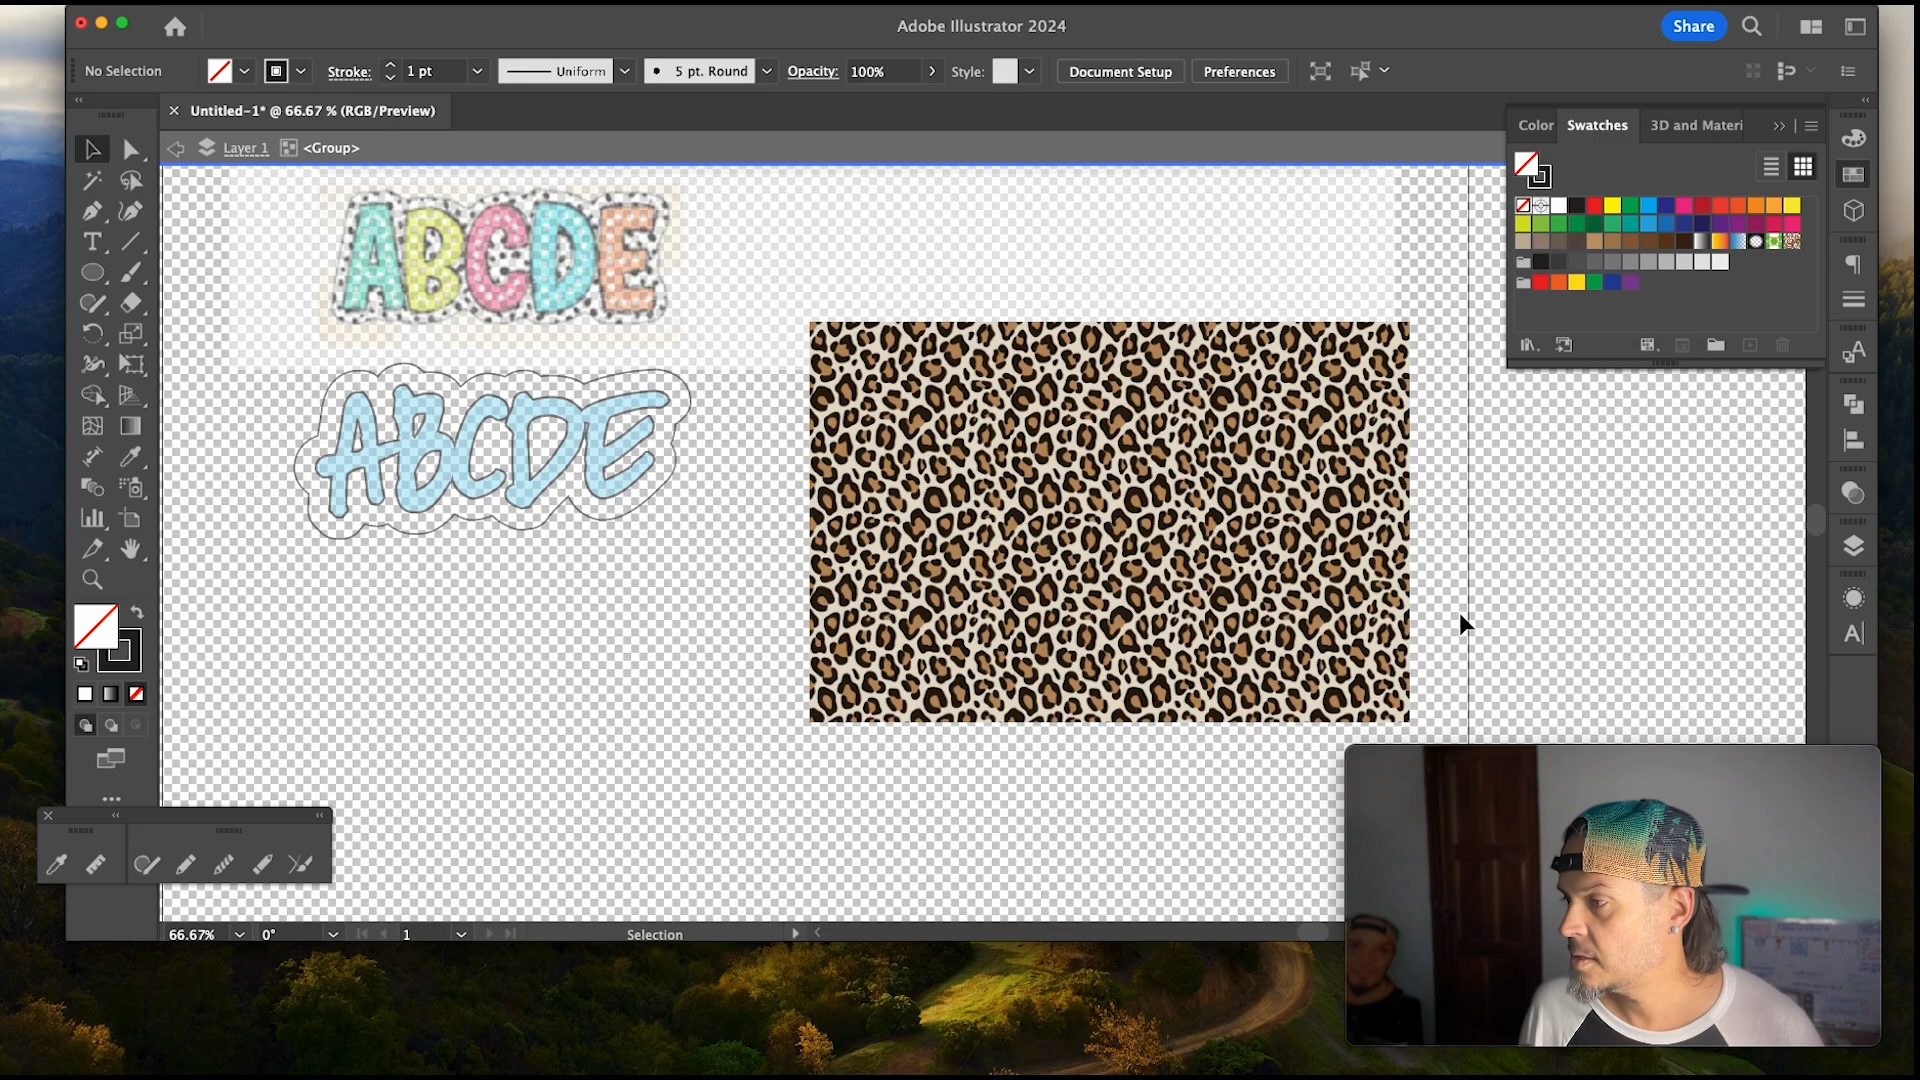 Adobe Illustrator 2024
Share
No Selection
Stroke:
1 pt
Uniform
5 pt. Round
Opacity:
100%
Style:
Document Setup
Preferences
Untitled-1* @ 66.67 % (RGB/Preview)
Layer 1
<Group>
Color
Swatches
3D and Materi
ABCDE
ABCDE
66.67%
0°
1
Selection